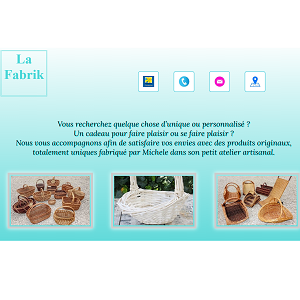 La
Fabrik
Vous recherchez quelque chose d'unique ou personnalisé ?
Un cadeau pour faire plaisir ou se faire plaisir ?
Nous vous accompagnons afin de satisfaire vos envies avec des produits originaux,
totalement uniques fabriqué par Michele dans son petit atelier artisanal.